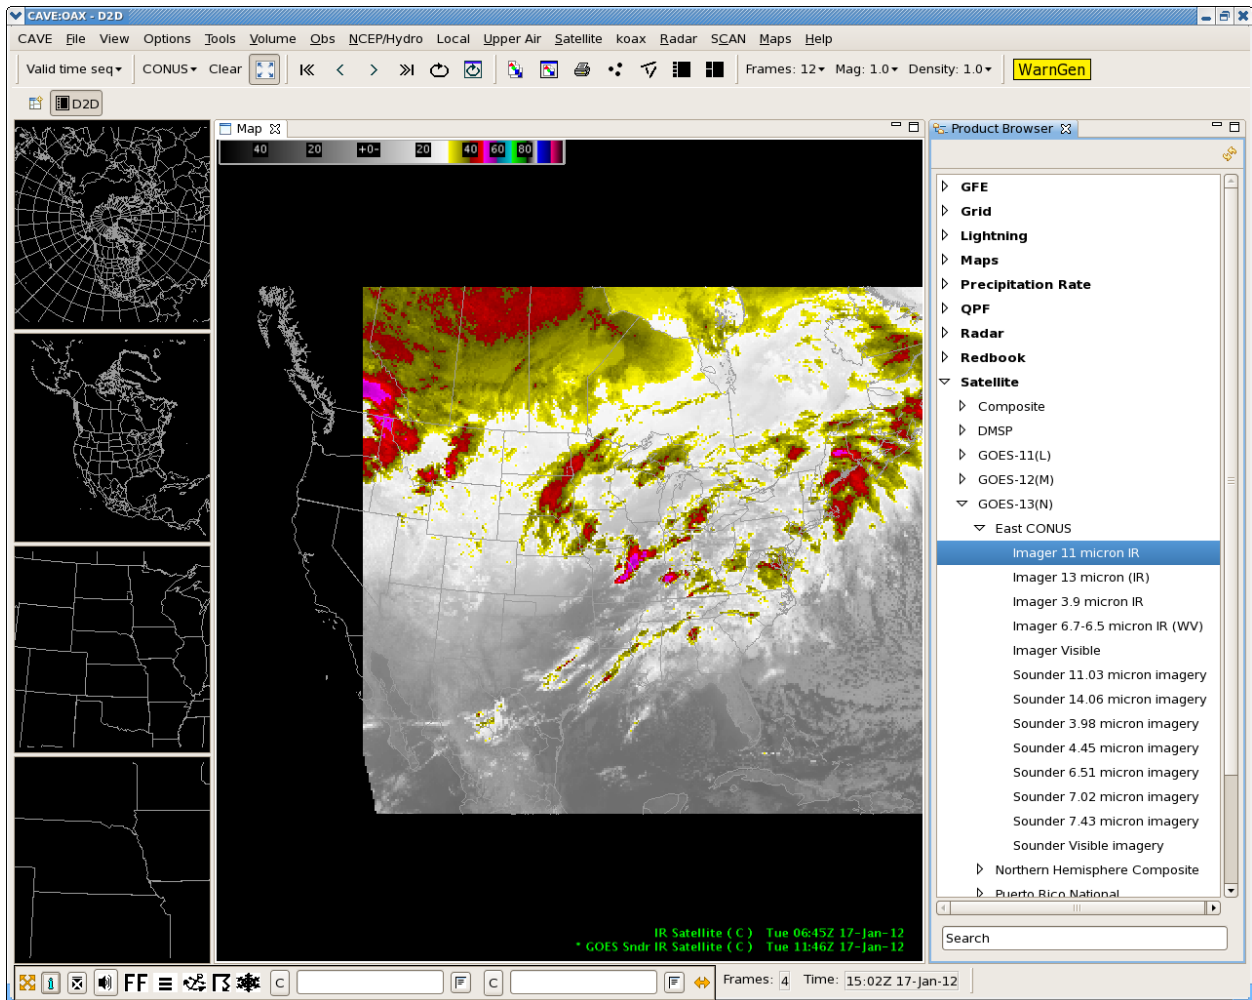 CAVE:OAX - D2D
CAVE File View Options Tools Volume Obs NCEP/Hydro Local Upper Air Satellite koax Radar SCAN Maps Help
Valid time seq CONUS Clear Frames: 12 Mag: 1.0 Density: 1.0 WarnGen
D2D
Map
40 20 +0- 20 40 60 80
Product Browser
GFE
Grid
Lightning
Maps
Precipitation Rate
QPF
Radar
Redbook
Satellite
Composite
DMSP
GOES-11(L)
GOES-12(M)
GOES-13(N)
East CONUS
Imager 11 micron IR
Imager 13 micron (IR)
Imager 3.9 micron IR
Imager 6.7-6.5 micron IR (WV)
Imager Visible
Sounder 11.03 micron imagery
Sounder 14.06 micron imagery
Sounder 3.98 micron imagery
Sounder 4.45 micron imagery
Sounder 6.51 micron imagery
Sounder 7.02 micron imagery
Sounder 7.43 micron imagery
Sounder Visible imagery
Northern Hemisphere Composite
Puerto Rico National
Search
IR Satellite ( C ) Tue 06:45Z 17-Jan-12
* GOES Sndr IR Satellite ( C ) Tue 11:46Z 17-Jan-12
FF C C Frames: 4 Time: 15:02Z 17-Jan-12